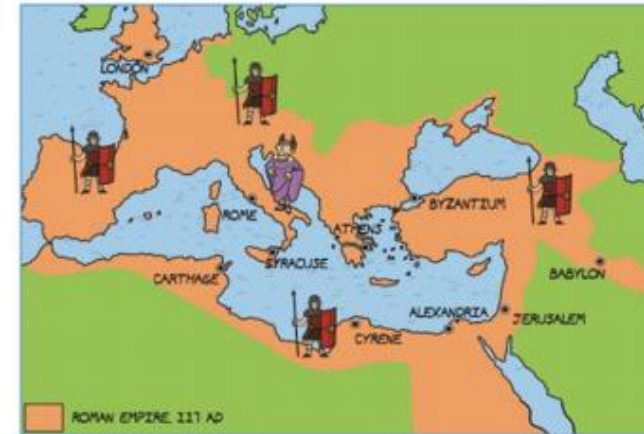 LONDON
ROME
ATHENS
BYZANTIUM
SYRACUSE
CARTHAGE
BABYLON
ALEXANDRIA
JERUSALEM
CYRENE
ROMAN EMPIRE, 117 AD